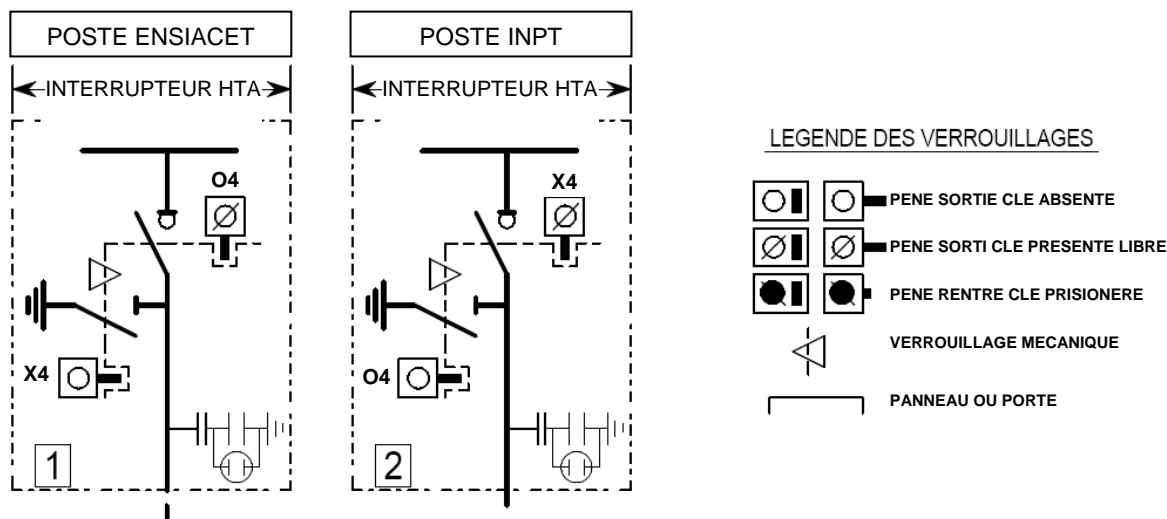 POSTE ENSIACET
POSTE INPT
INTERRUPTEUR HTA
INTERRUPTEUR HTA
O4
X4
X4
O4
1
2
LEGENDE DES VERROUILLAGES
PENE SORTIE CLE ABSENTE
PENE SORTI CLE PRESENTE LIBRE
PENE RENTRE CLE PRISIONERE
VERROUILLAGE MECANIQUE
PANNEAU OU PORTE